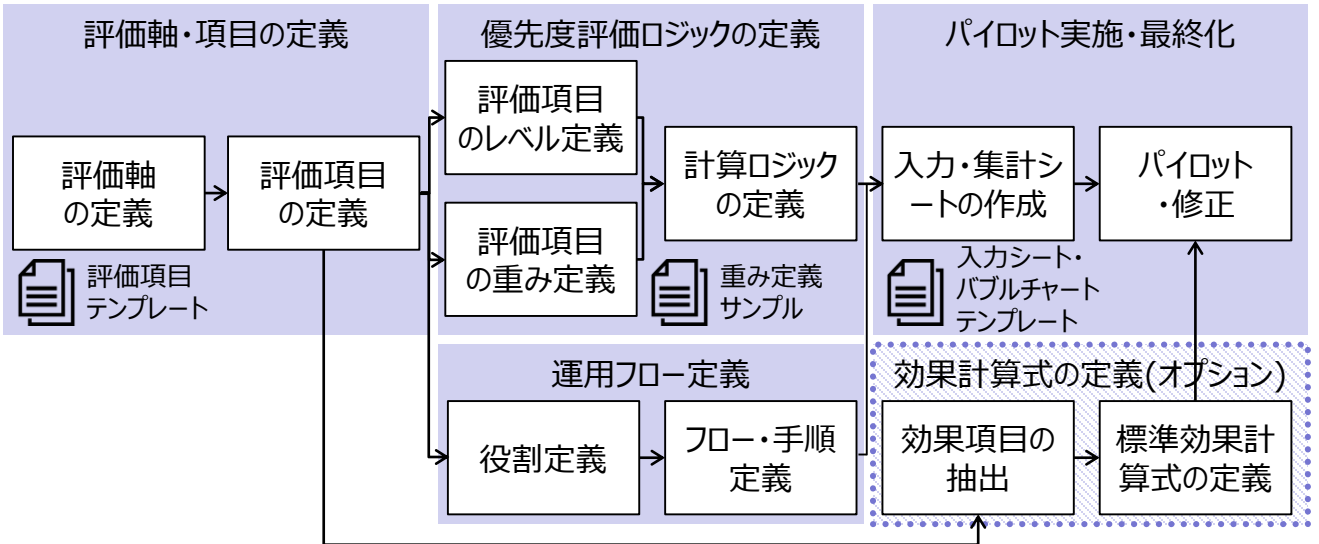 評価軸・項目の定義
評価軸
の定義
評価項目
の定義
評価項目
テンプレート
優先度評価ロジックの定義
評価項目
のレベル定義
評価項目
の重み定義
計算ロジック
の定義
重み定義
サンプル
パイロット実施・最終化
入力・集計シ
ートの作成
パイロット
・修正
入力シート・
バブルチャート
テンプレート
運用フロー定義
役割定義
フロー・手順
定義
効果計算式の定義(オプション)
効果項目の
抽出
標準効果計
算式の定義